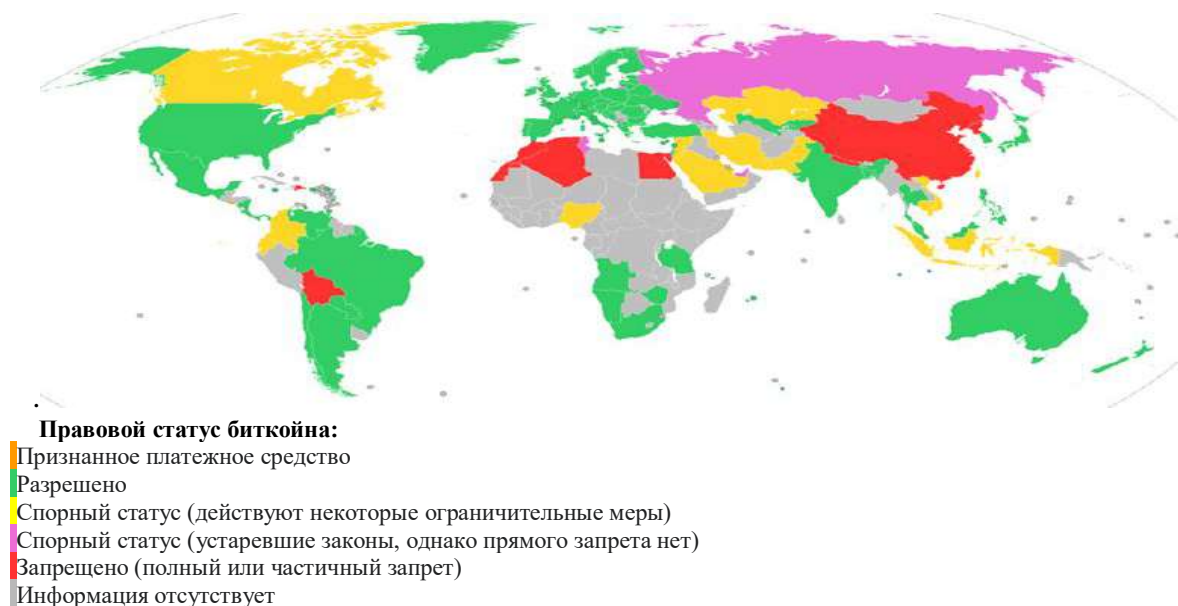 .
Правовой статус биткойна:
Признанное платежное средство
Разрешено
Спорный статус (действуют некоторые ограничительные меры)
Спорный статус (устаревшие законы, однако прямого запрета нет)
Запрещено (полный или частичный запрет)
Информация отсутствует